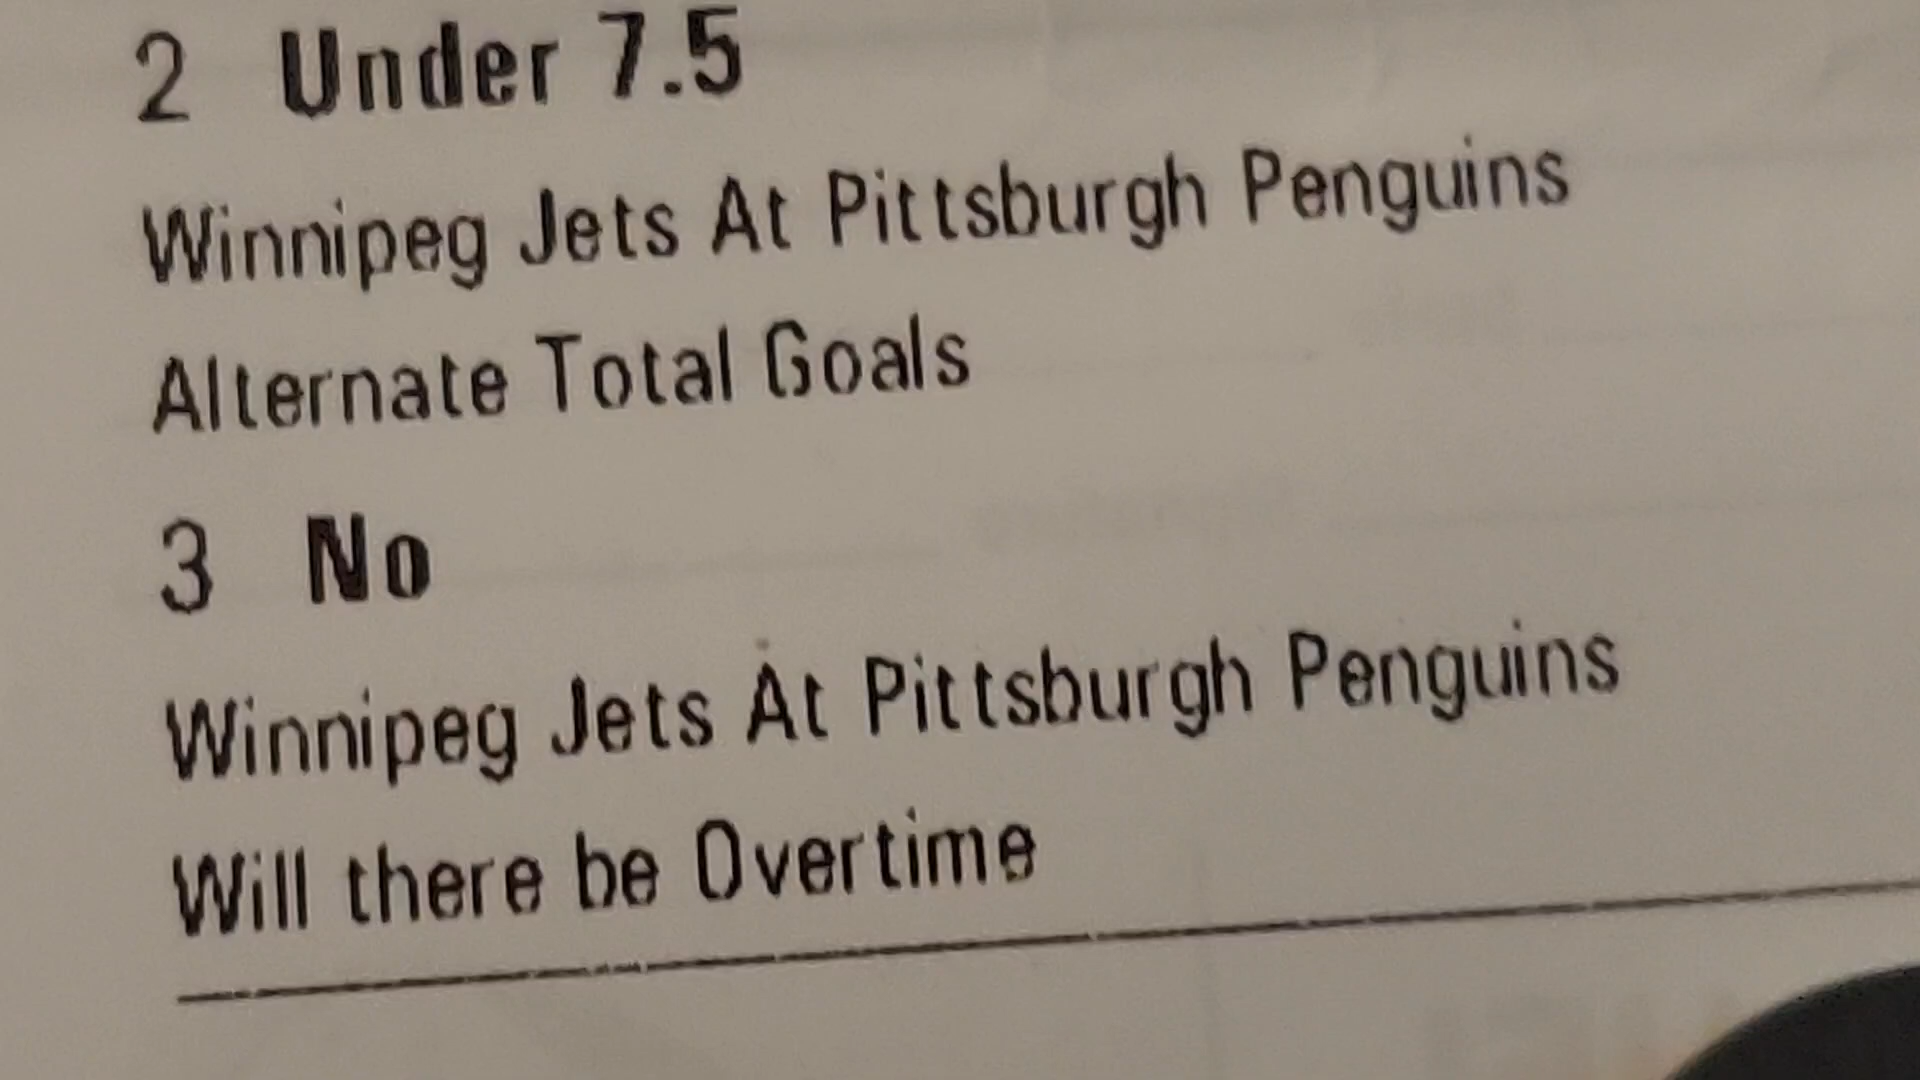 2 Under 7.5
Winnipeg Jets At Pittsburgh Penguins
Alternate Total Goals
3 No
Winnipeg Jets At Pittsburgh Penguins
Will there be Overtime